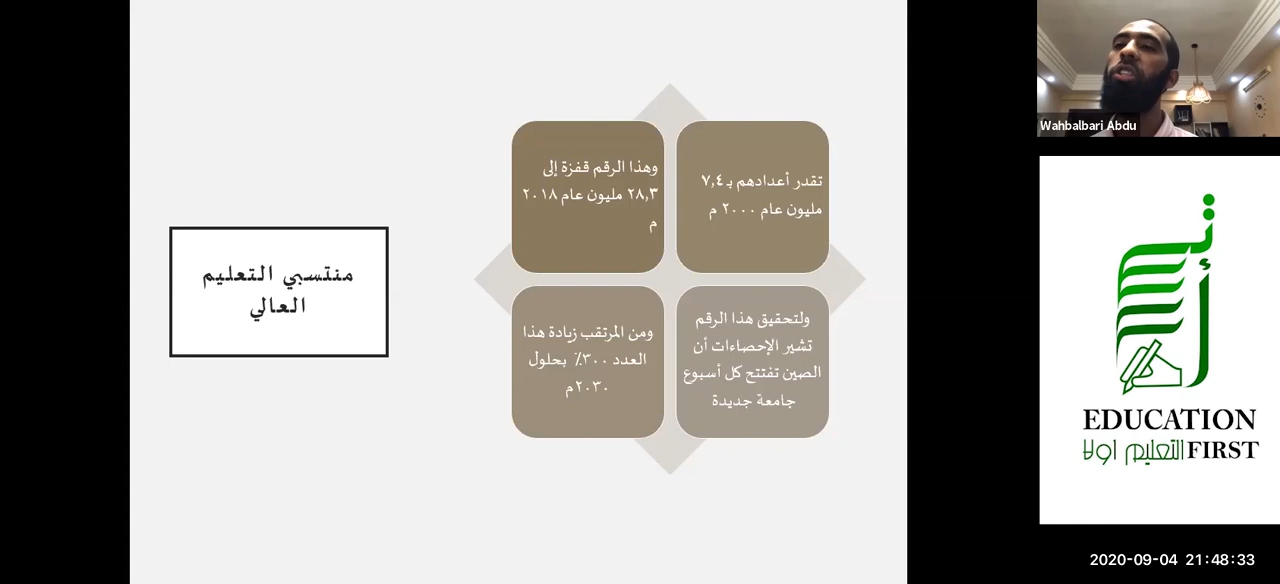 منتسبي التعليم
العالي
تقدر أعدادهم بـ ٧,٤
مليون عام ٢٠٠٠ م
وهذا الرقم قفزة إلى
٢٨,٣ مليون عام ٢٠١٨
م
ولتحقيق هذا الرقم
تشير الإحصاءات أن
الصين تفتتح كل أسبوع
جامعة جديدة
ومن المرتقب زيادة هذا
العدد ٣٠٠٪ بحلول
٢٠٣٠م
Wahbalbari Abdu
EDUCATION
FIRST التعليم اولا
2020-09-04 21:48:33